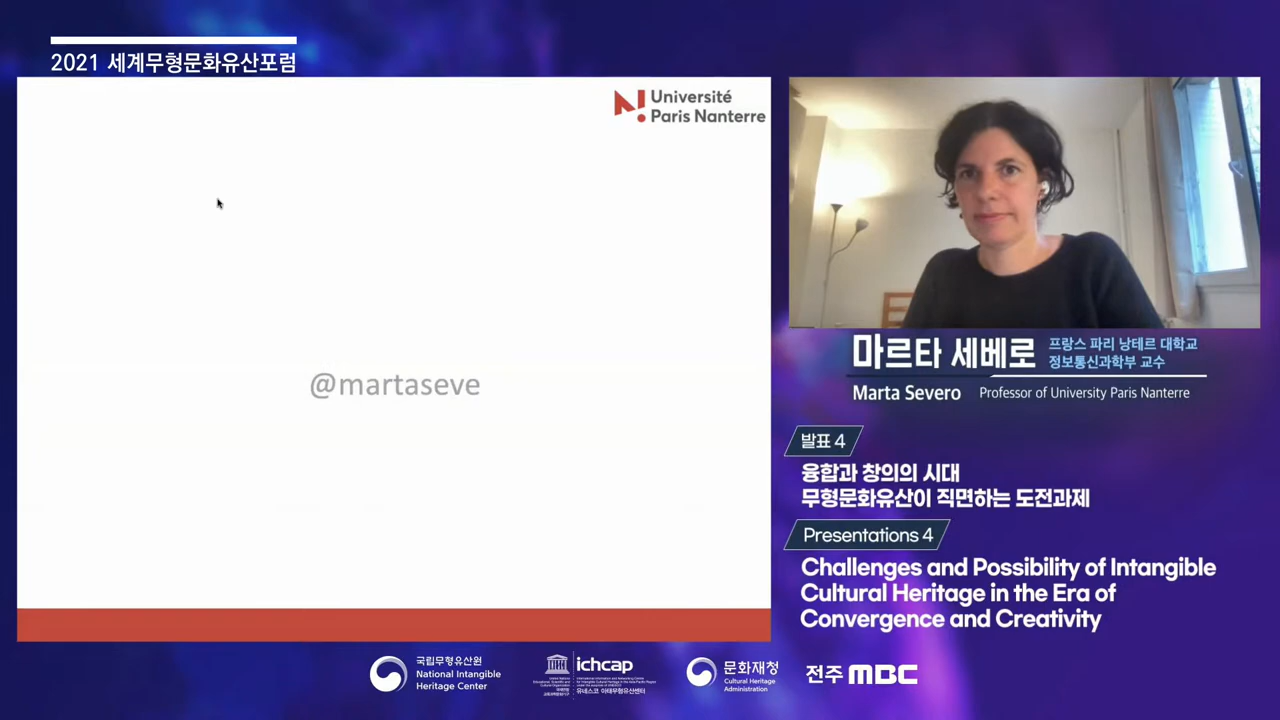 2021 세계무형문화유산포럼
Université
Paris Nanterre
@martaseve
마르타 세베로
프랑스 파리 낭테르 대학교
정보통신과학부 교수
Marta Severo Professor of University Paris Nanterre
발표 4
융합과 창의의 시대
무형문화유산이 직면하는 도전과제
Presentations 4
Challenges and Possibility of Intangible
Cultural Heritage in the Era of
Convergence and Creativity
국립무형유산원
National Intangible
Heritage Center
ichcap
유네스코 아태무형유산센터
문화재청
Cultural Heritage
Administration
전주 MBC